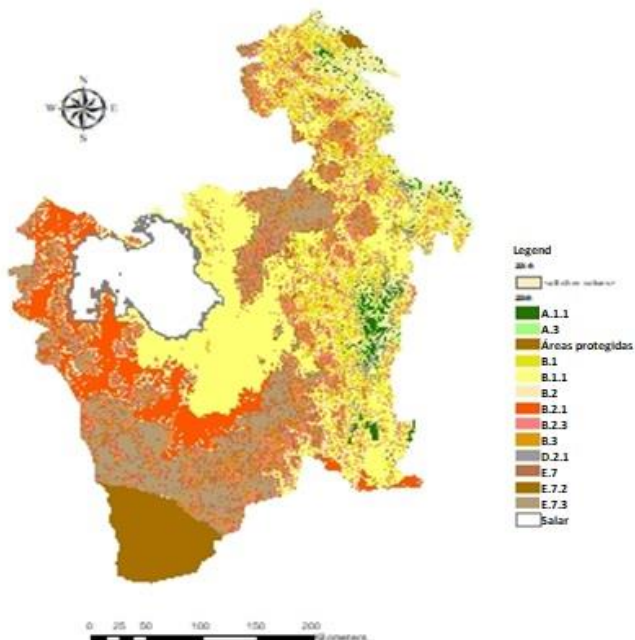 N
W E
S
Legend
A.1.1
A.3
Áreas protegidas
B.1
B.1.1
B.2
B.2.1
B.2.3
B.3
D.2.1
E.7
E.7.2
E.7.3
Salar
0 25 50 100 150 200
Kilometers